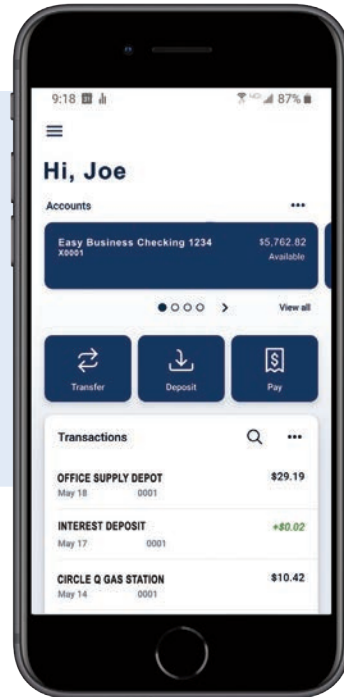 9:18 31 87%
Hi, Joe
Accounts
Easy Business Checking 1234 $5,762.82
X0001 Available
View all
Transfer Deposit Pay
Transactions
OFFICE SUPPLY DEPOT $29.19
May 18 0001
INTEREST DEPOSIT +$0.02
May 17 0001
CIRCLE Q GAS STATION $10.42
May 14 0001